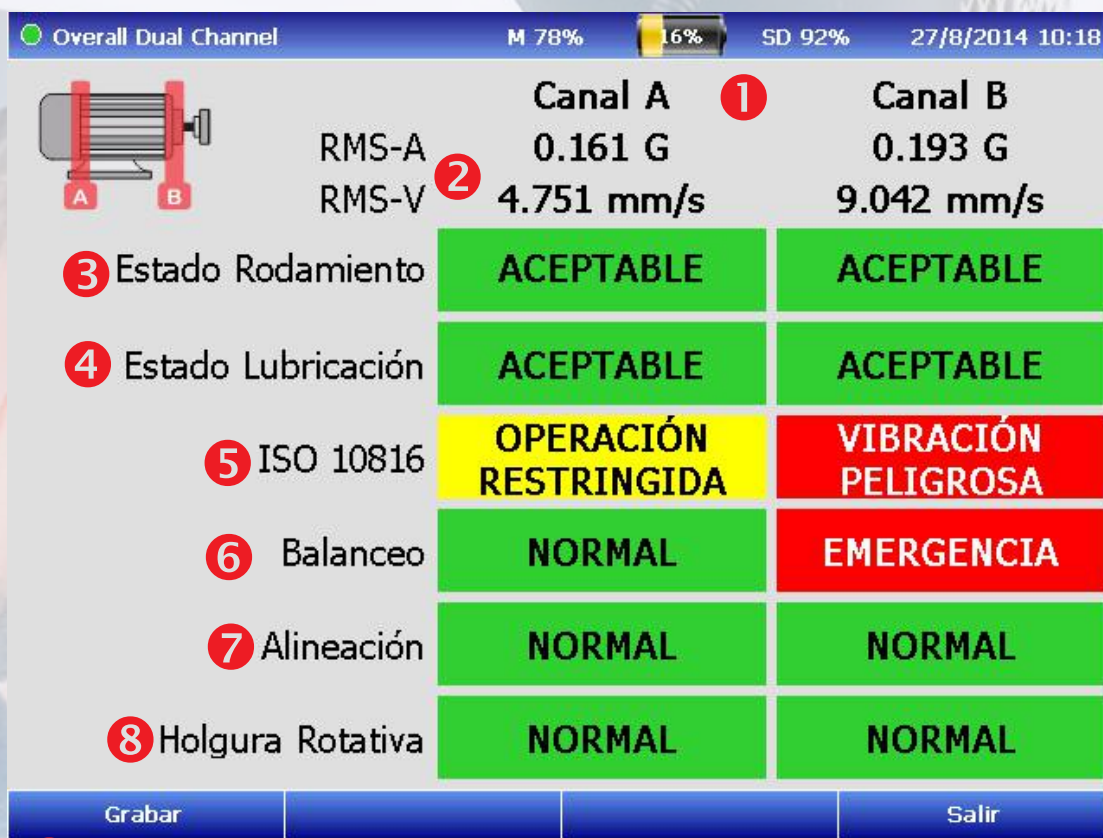 Overall Dual Channel M 78% 16% SD 92% 27/8/2014 10:18
Canal A 1 Canal B
RMS-A 0.161 G 0.193 G
2
RMS-V 4.751 mm/s 9.042 mm/s
A B
3 Estado Rodamiento ACEPTABLE ACEPTABLE
4 Estado Lubricación ACEPTABLE ACEPTABLE
5 ISO 10816 OPERACIÓN RESTRINGIDA VIBRACIÓN PELIGROSA
6 Balanceo NORMAL EMERGENCIA
7 Alineación NORMAL NORMAL
8 Holgura Rotativa NORMAL NORMAL
Grabar Salir